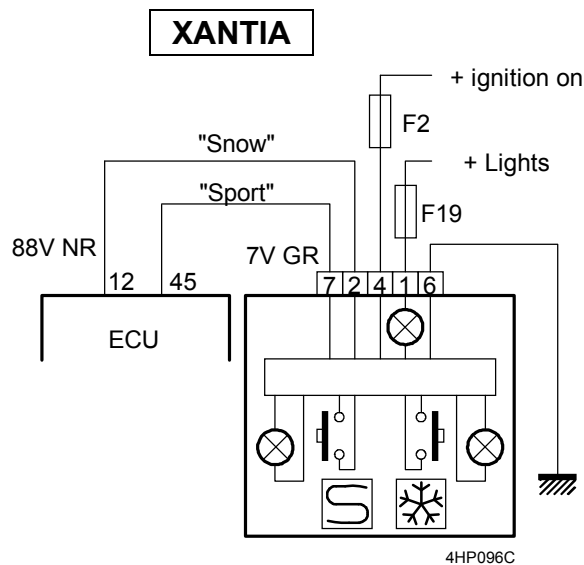 XANTIA
+ ignition on
F2
"Snow"
+ Lights
"Sport"
F19
88V NR
7V GR
12 45
7 2 4 1 6
ECU
S
4HP096C